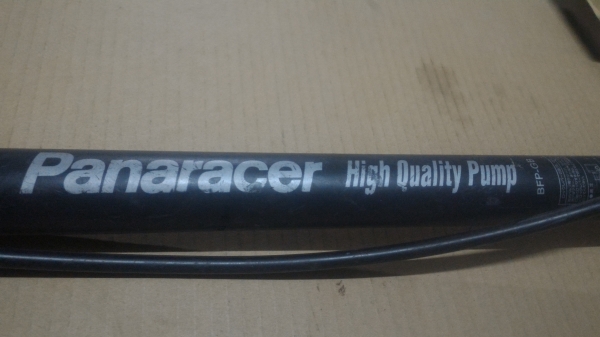 Panaracer High Quality Pump